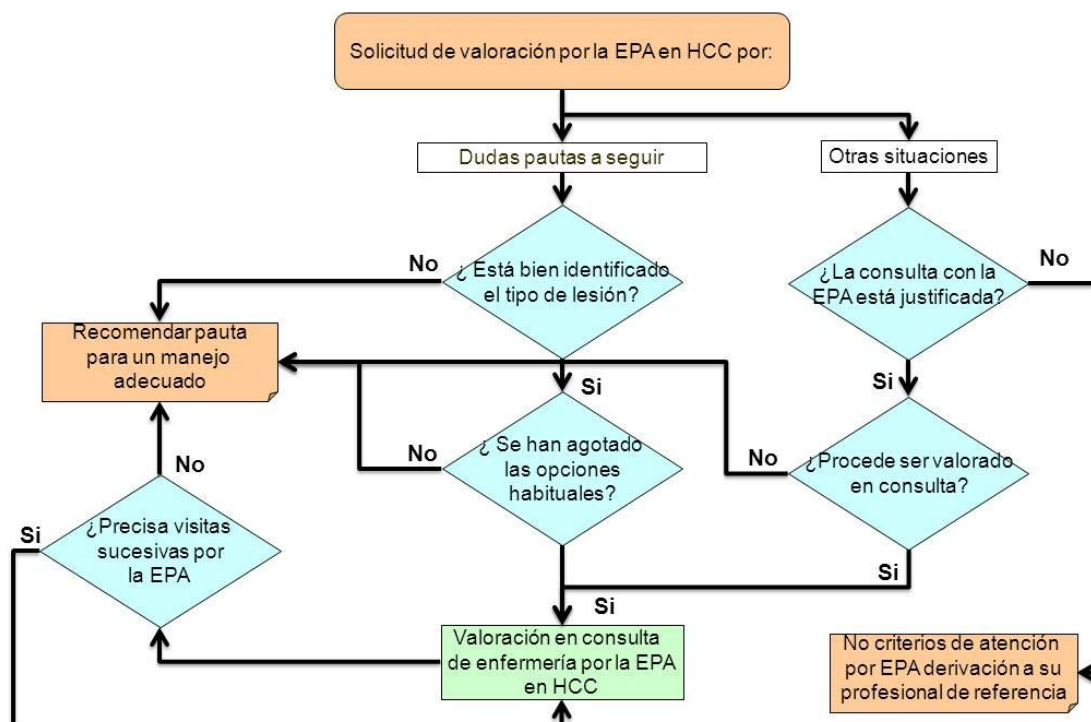 Solicitud de valoración por la EPA en HCC por:
Dudas pautas a seguir
Otras situaciones
No
¿ Está bien identificado
el tipo de lesión?
¿La consulta con la
EPA está justificada?
No
Recomendar pauta
para un manejo
adecuado
Si
Si
No
¿ Se han agotado
las opciones
habituales?
No
¿Procede ser valorado
en consulta?
No
Si
¿Precisa visitas
sucesivas por
la EPA
Si
Si
Valoración en consulta
de enfermería por la EPA
en HCC
No criterios de atención
por EPA derivación a su
profesional de referencia